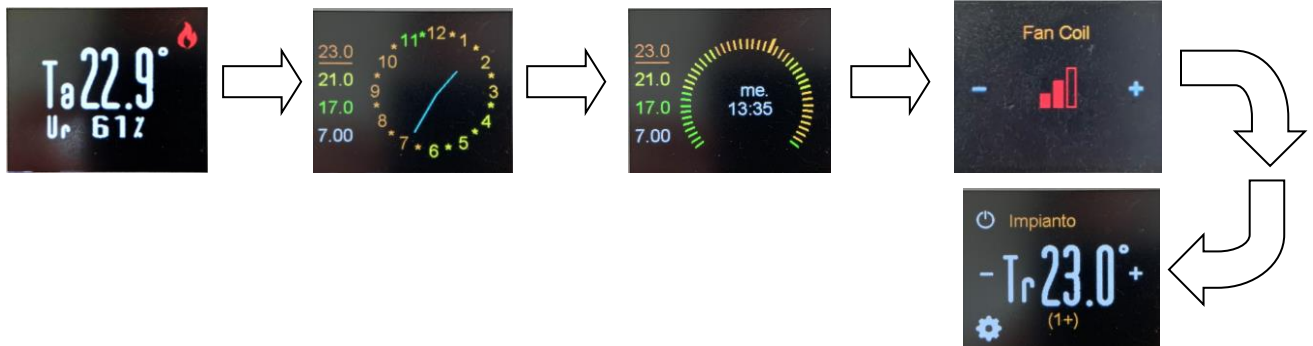 Ta 22.9°
Ur 61%
23.0
21.0
17.0
7.00
11 * 12 * 1 * 2 * 3 * 4 * 5 * 6 * 7 * 8 * 9 * 10 *
23.0
21.0
17.0
7.00
me.
13:35
Fan Coil
- +
Impianto
- Tr 23.0° +
(1+)